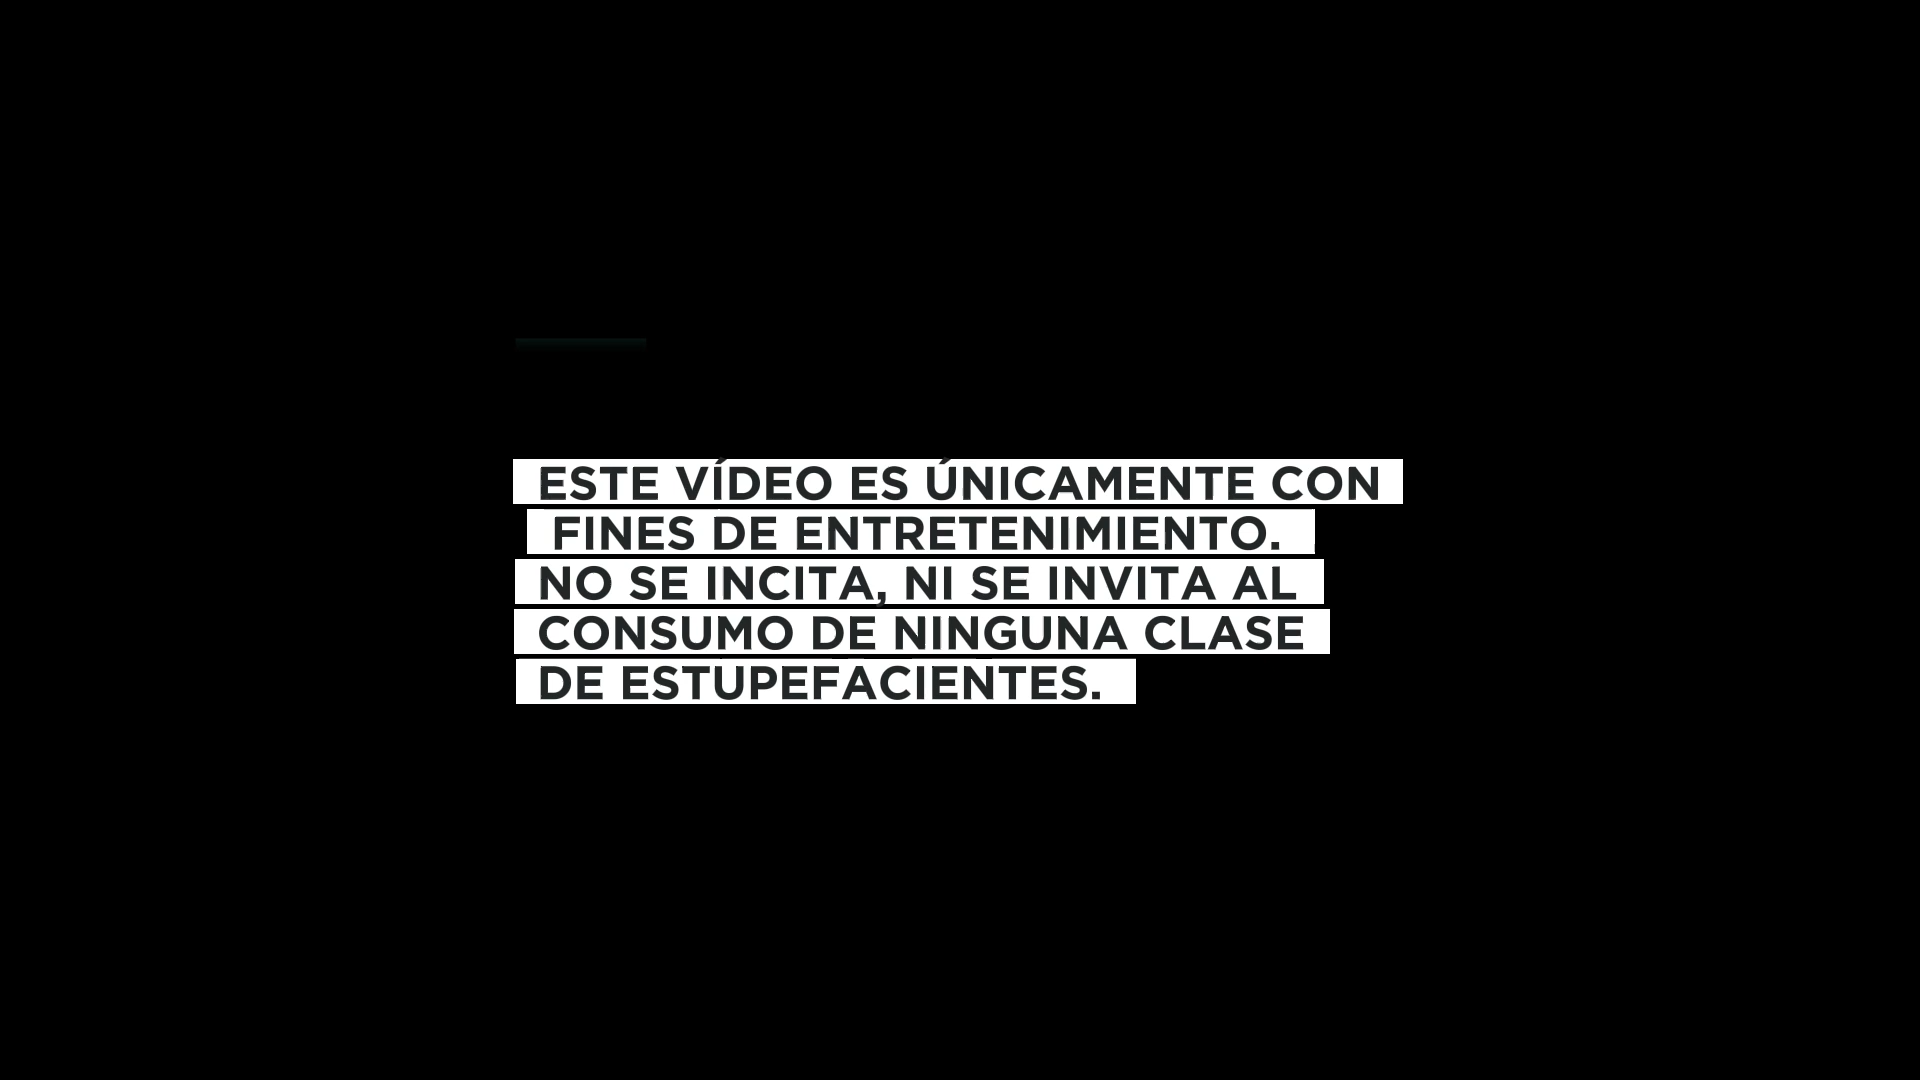 ESTE VÍDEO ES ÚNICAMENTE CON
FINES DE ENTRETENIMIENTO.
NO SE INCITA, NI SE INVITA AL
CONSUMO DE NINGUNA CLASE
DE ESTUPEFACIENTES.